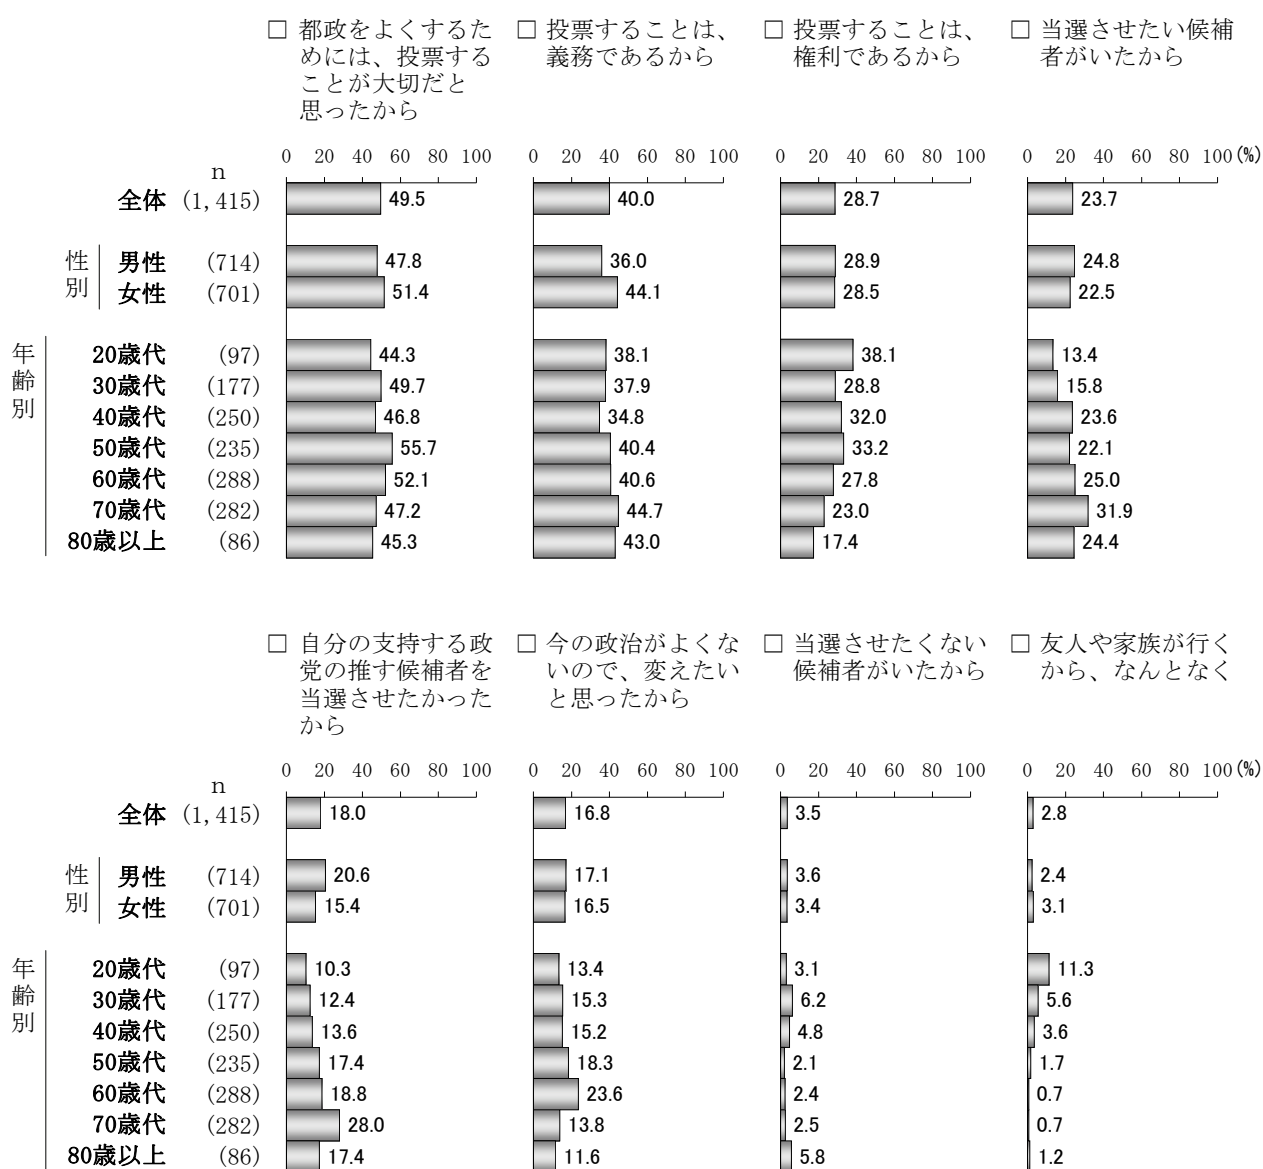 □ 都政をよくするた
めには、投票する
ことが大切だと
思ったから
□ 投票することは、
義務であるから
□ 投票することは、
権利であるから
□ 当選させたい候補
者がいたから
0 20 40 60 80 100 0 20 40 60 80 100 0 20 40 60 80 100 0 20 40 60 80 100(%)
n
全体 (1,415) 49.5 40.0 28.7 23.7
性別
男性 (714) 47.8 36.0 28.9 24.8
女性 (701) 51.4 44.1 28.5 22.5
年齢別
20歳代 (97) 44.3 38.1 38.1 13.4
30歳代 (177) 49.7 37.9 28.8 15.8
40歳代 (250) 46.8 34.8 32.0 23.6
50歳代 (235) 55.7 40.4 33.2 22.1
60歳代 (288) 52.1 40.6 27.8 25.0
70歳代 (282) 47.2 44.7 23.0 31.9
80歳以上 (86) 45.3 43.0 17.4 24.4
□ 自分の支持する政
党の推す候補者を
当選させたかった
から
□ 今の政治がよくな
いので、変えたい
と思ったから
□ 当選させたくない
候補者がいたから
□ 友人や家族が行く
から、なんとなく
0 20 40 60 80 100 0 20 40 60 80 100 0 20 40 60 80 100 0 20 40 60 80 100(%)
n
全体 (1,415) 18.0 16.8 3.5 2.8
性別
男性 (714) 20.6 17.1 3.6 2.4
女性 (701) 15.4 16.5 3.4 3.1
年齢別
20歳代 (97) 10.3 13.4 3.1 11.3
30歳代 (177) 12.4 15.3 6.2 5.6
40歳代 (250) 13.6 15.2 4.8 3.6
50歳代 (235) 17.4 18.3 2.1 1.7
60歳代 (288) 18.8 23.6 2.4 0.7
70歳代 (282) 28.0 13.8 2.5 0.7
80歳以上 (86) 17.4 11.6 5.8 1.2